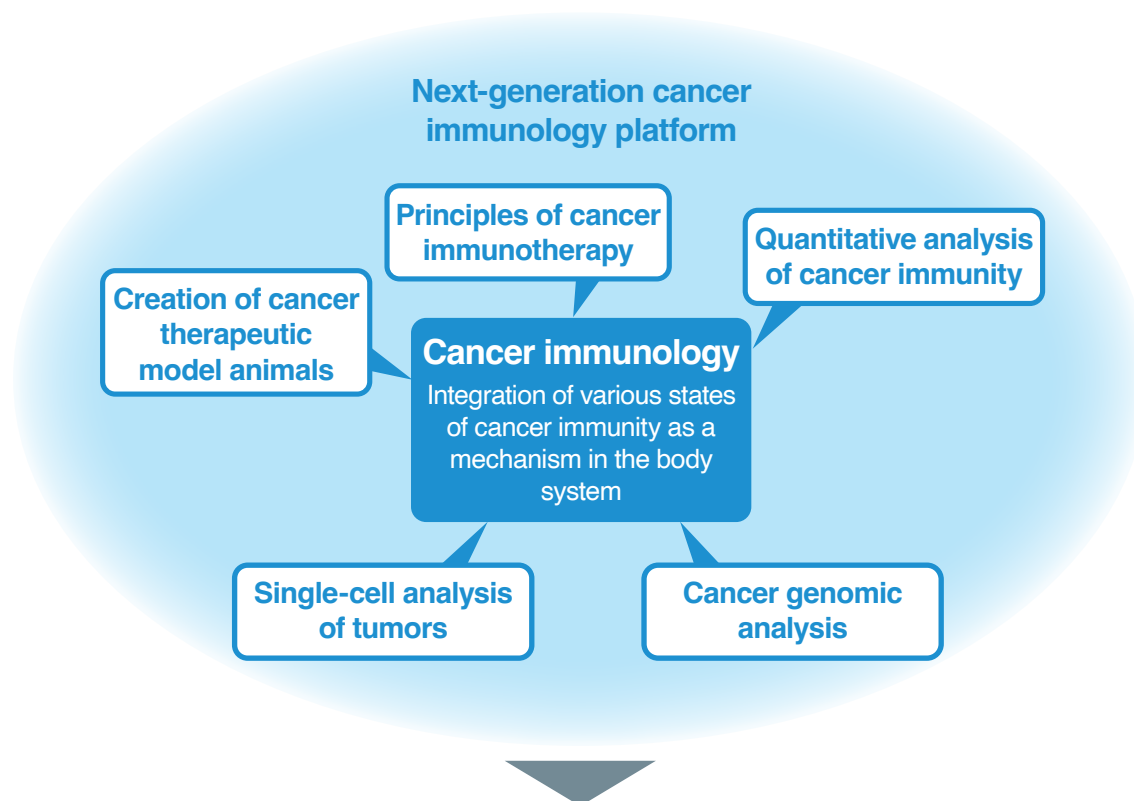 Next-generation cancer
immunology platform
Principles of cancer
immunotherapy
Quantitative analysis
of cancer immunity
Creation of cancer
therapeutic
model animals
Cancer immunology
Integration of various states
of cancer immunity as a
mechanism in the body
system
Single-cell analysis
of tumors
Cancer genomic
analysis